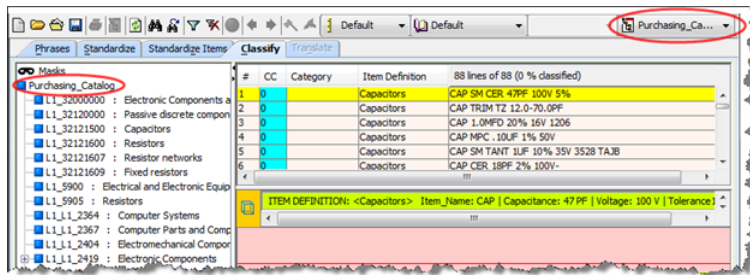 Default Default Purchasing_Ca...
Phrases Standardize Standardize Items Classify Translate
Masks
Purchasing_Catalog
L1_32000000 : Electronic Components a
L1_32120000 : Passive discrete compon
L1_32121500 : Capacitors
L1_32121600 : Resistors
L1_32121607 : Resistor networks
L1_32121609 : Fixed resistors
L1_5900 : Electrical and Electronic Equip
L1_5905 : Resistors
L1_L1_2364 : Computer Systems
L1_L1_2367 : Computer Parts and Comp
L1_L1_2404 : Electromechanical Compor
L1_L1_2419 : Electronic Components
# CC Category Item Definition 88 lines of 88 (0 % classified)
1 0 Capacitors CAP SM CER 47PF 100V 5%
2 0 Capacitors CAP TRIM TZ 12.0-70.0PF
3 0 Capacitors CAP 1.0MFD 20% 16V 1206
4 0 Capacitors CAP MPC .10UF 1% 50V
5 0 Capacitors CAP SM TANT 1UF 10% 35V 3528 TAJB
6 0 Capacitors CAP CER 18PF 2% 100V-
ITEM DEFINITION: <Capacitors> Item_Name: CAP | Capacitance: 47 PF | Voltage: 100 V | Tolerance